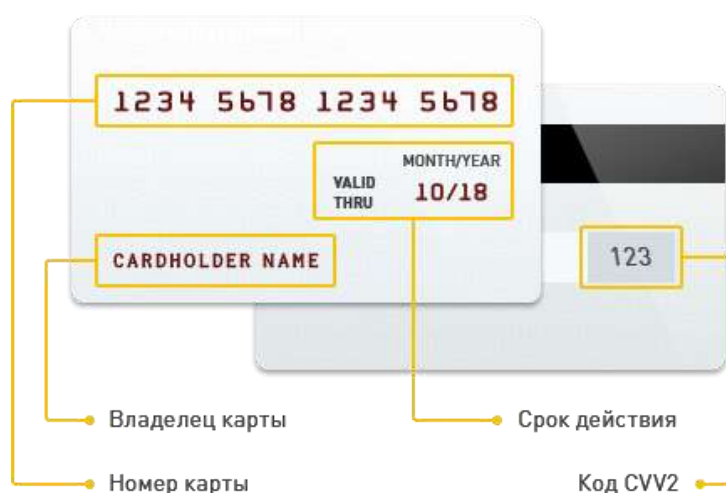 1234 5678 1234 5678
MONTH/YEAR
VALID THRU 10/18
CARDHOLDER NAME
123
Владелец карты
Срок действия
Номер карты
Код CVV2